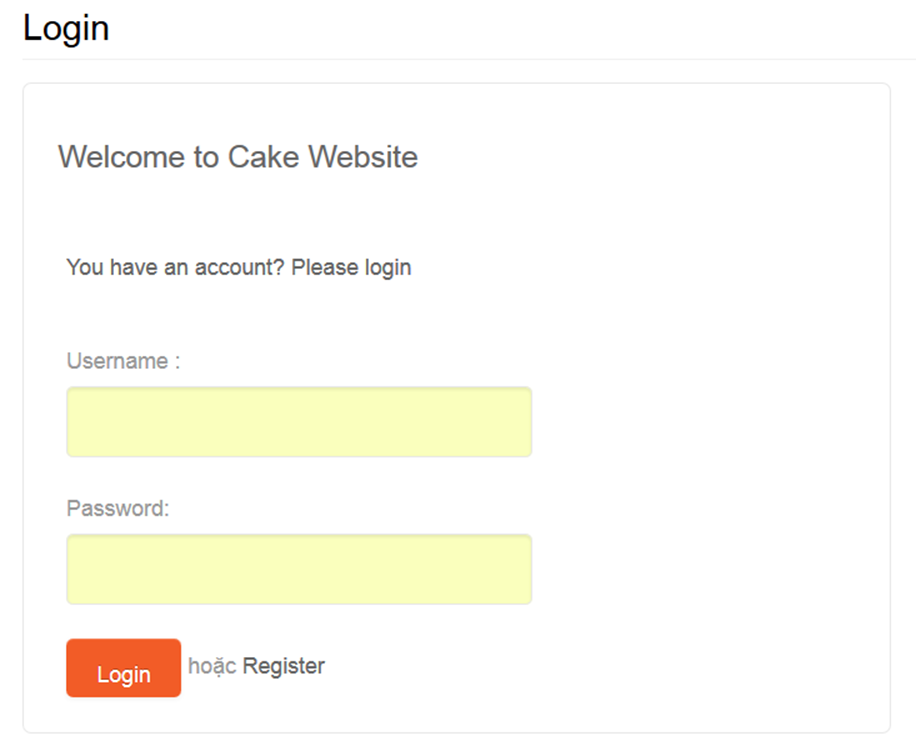 Login
Welcome to Cake Website
You have an account? Please login
Username :
Password:
Login hoặc Register